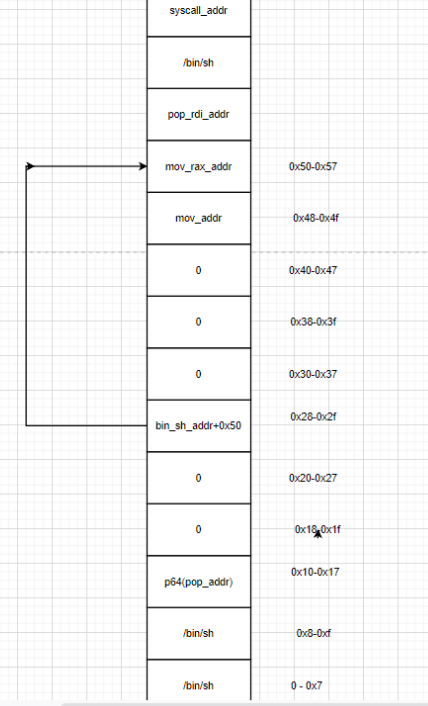 syscall_addr
/bin/sh
pop_rdi_addr
mov_rax_addr 0x50-0x57
mov_addr 0x48-0x4f
0 0x40-0x47
0 0x38-0x3f
0 0x30-0x37
bin_sh_addr+0x50 0x28-0x2f
0 0x20-0x27
0 0x18-0x1f
p64(pop_addr) 0x10-0x17
/bin/sh 0x8-0xf
/bin/sh 0 - 0x7